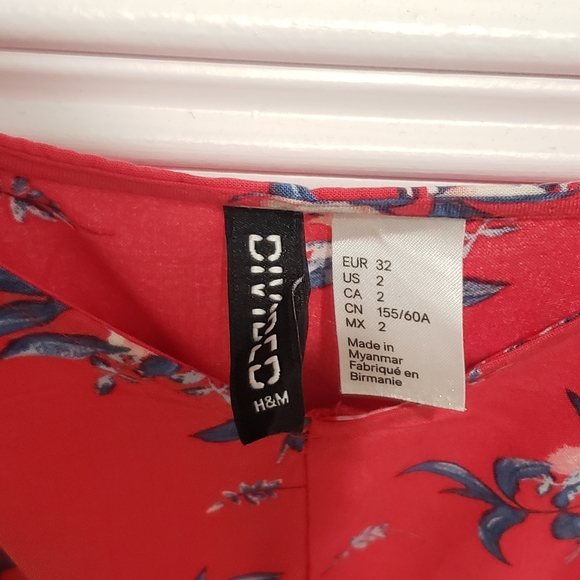 DIVIDED
H&M
EUR 32
US 2
CA 2
CN 155/60A
MX 2
Made in
Myanmar
Fabriqué en
Birmanie